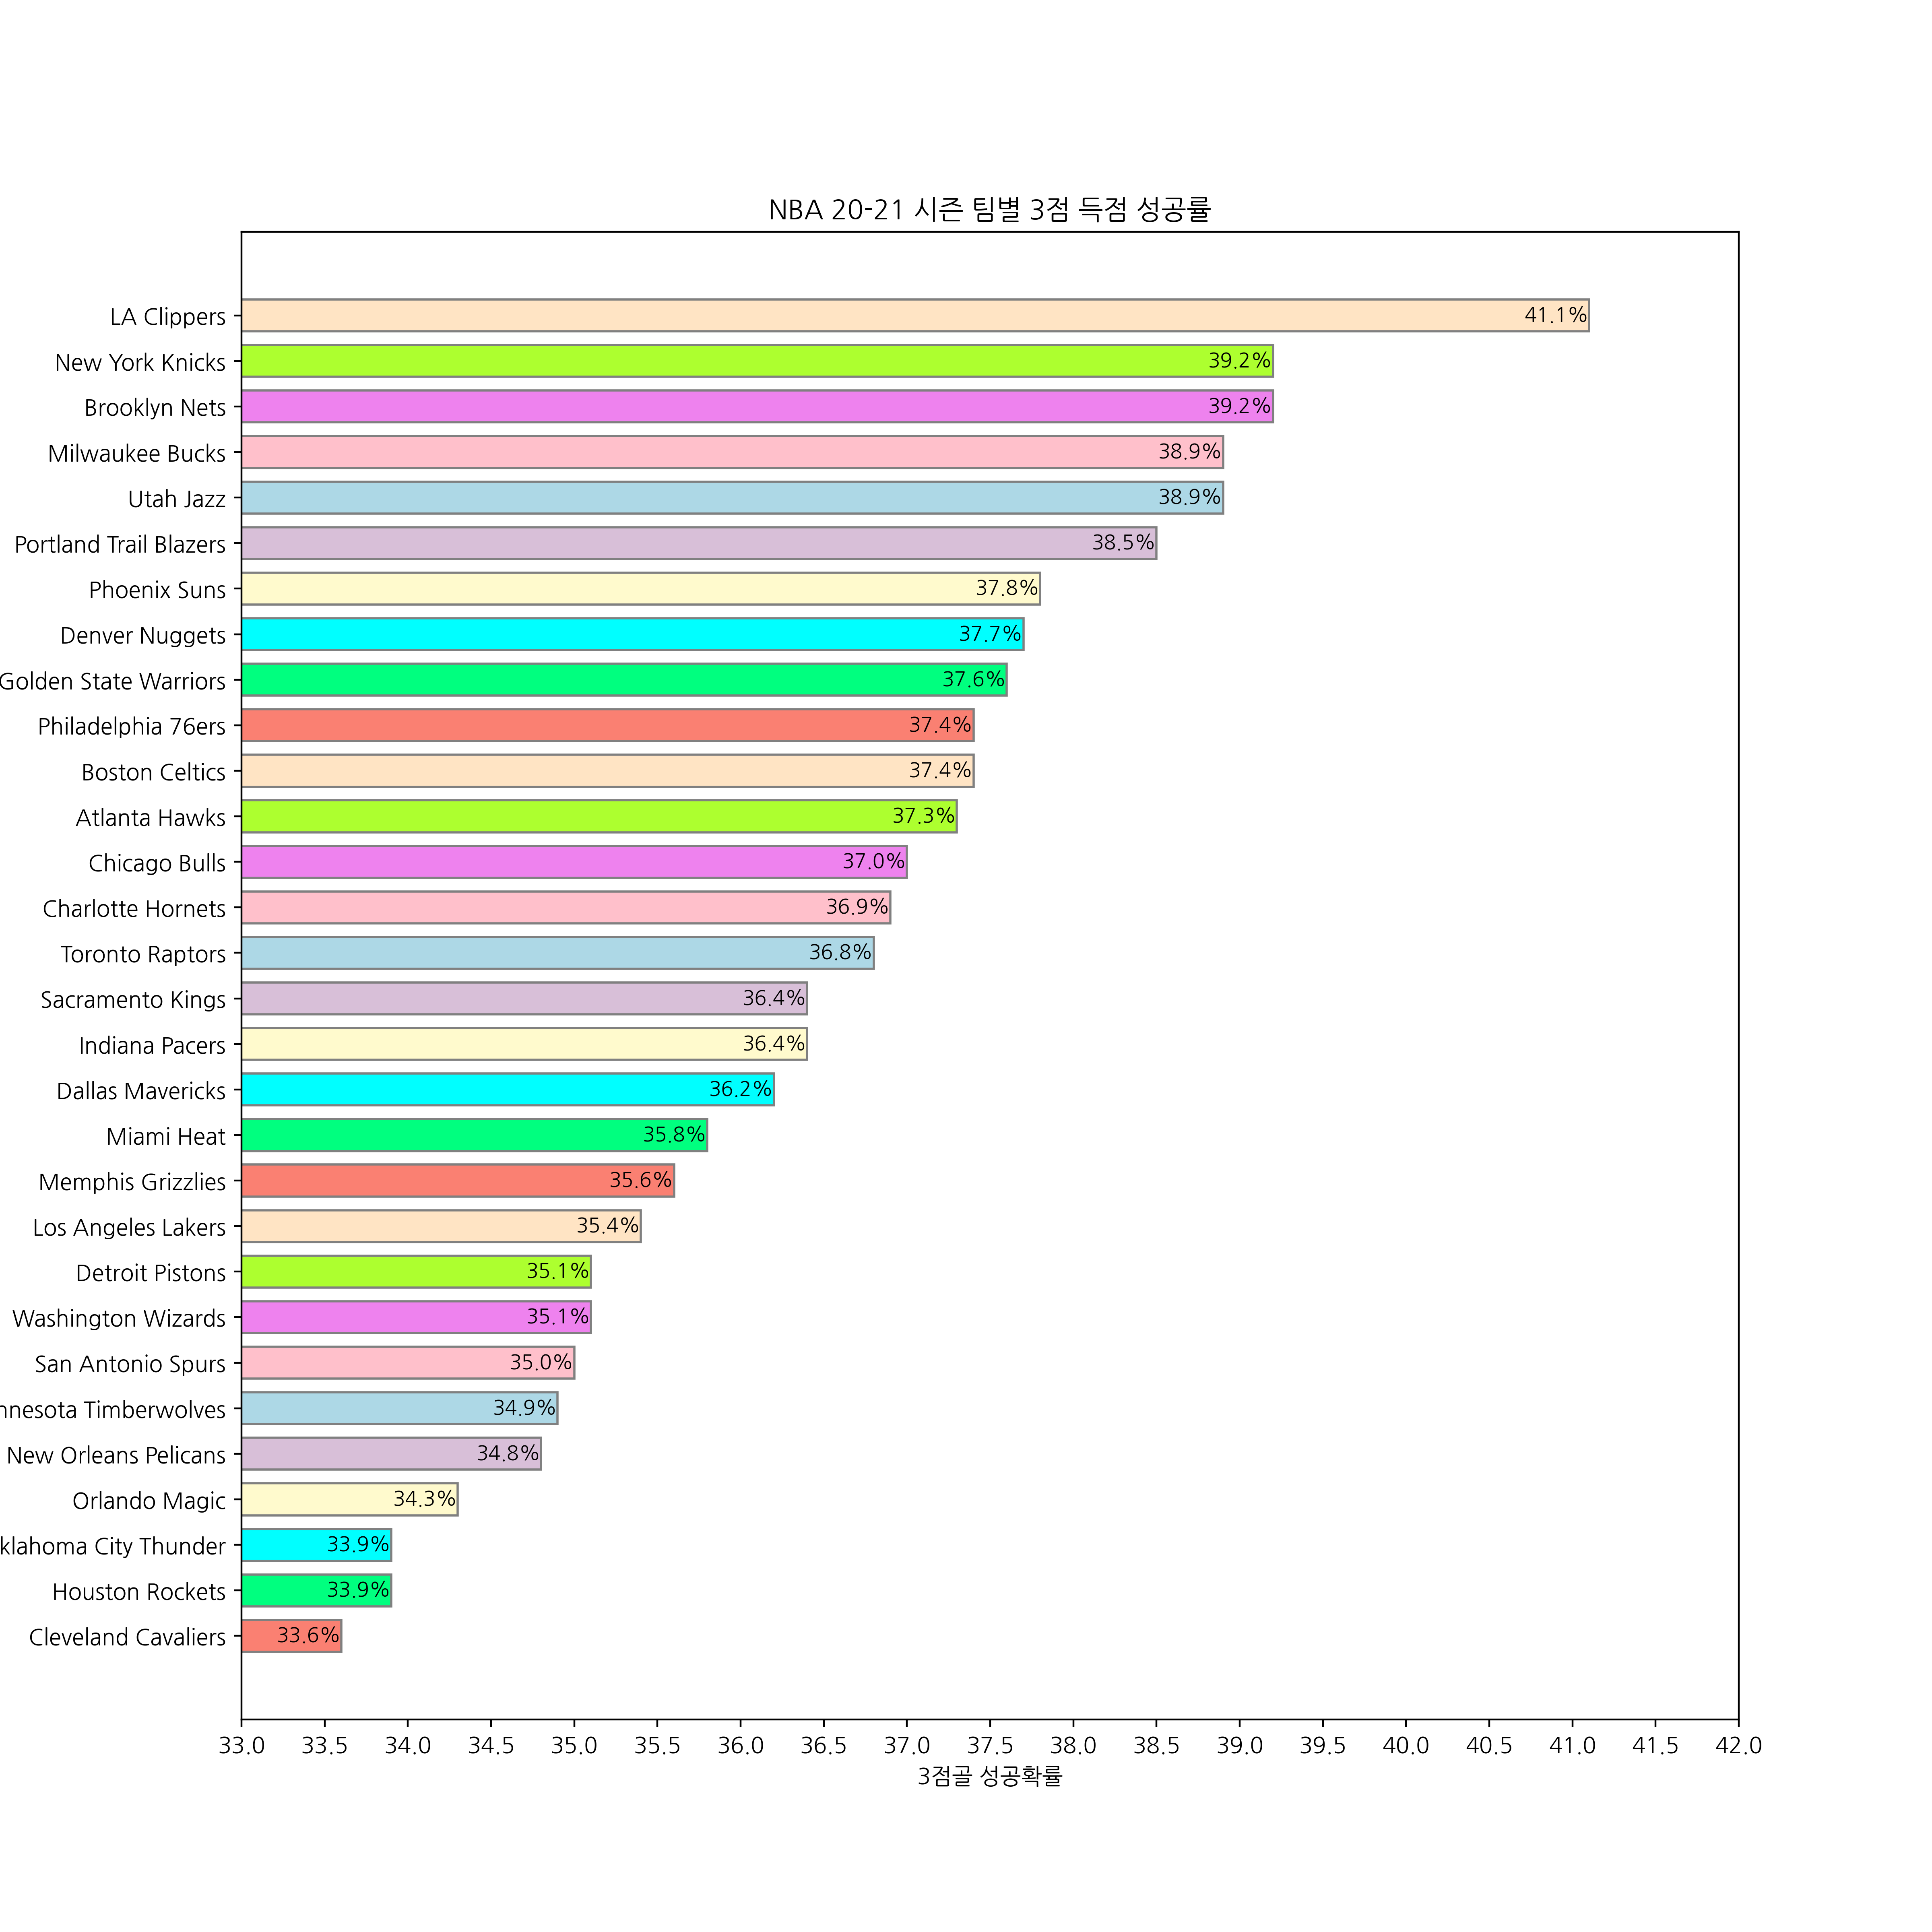 NBA 20-21 시즌 팀별 3점 득점 성공률
LA Clippers 41.1%
New York Knicks 39.2%
Brooklyn Nets 39.2%
Milwaukee Bucks 38.9%
Utah Jazz 38.9%
Portland Trail Blazers 38.5%
Phoenix Suns 37.8%
Denver Nuggets 37.7%
Golden State Warriors 37.6%
Philadelphia 76ers 37.4%
Boston Celtics 37.4%
Atlanta Hawks 37.3%
Chicago Bulls 37.0%
Charlotte Hornets 36.9%
Toronto Raptors 36.8%
Sacramento Kings 36.4%
Indiana Pacers 36.4%
Dallas Mavericks 36.2%
Miami Heat 35.8%
Memphis Grizzlies 35.6%
Los Angeles Lakers 35.4%
Detroit Pistons 35.1%
Washington Wizards 35.1%
San Antonio Spurs 35.0%
nnesota Timberwolves 34.9%
New Orleans Pelicans 34.8%
Orlando Magic 34.3%
klahoma City Thunder 33.9%
Houston Rockets 33.9%
Cleveland Cavaliers 33.6%
33.0 33.5 34.0 34.5 35.0 35.5 36.0 36.5 37.0 37.5 38.0 38.5 39.0 39.5 40.0 40.5 41.0 41.5 42.0
3점골 성공확률